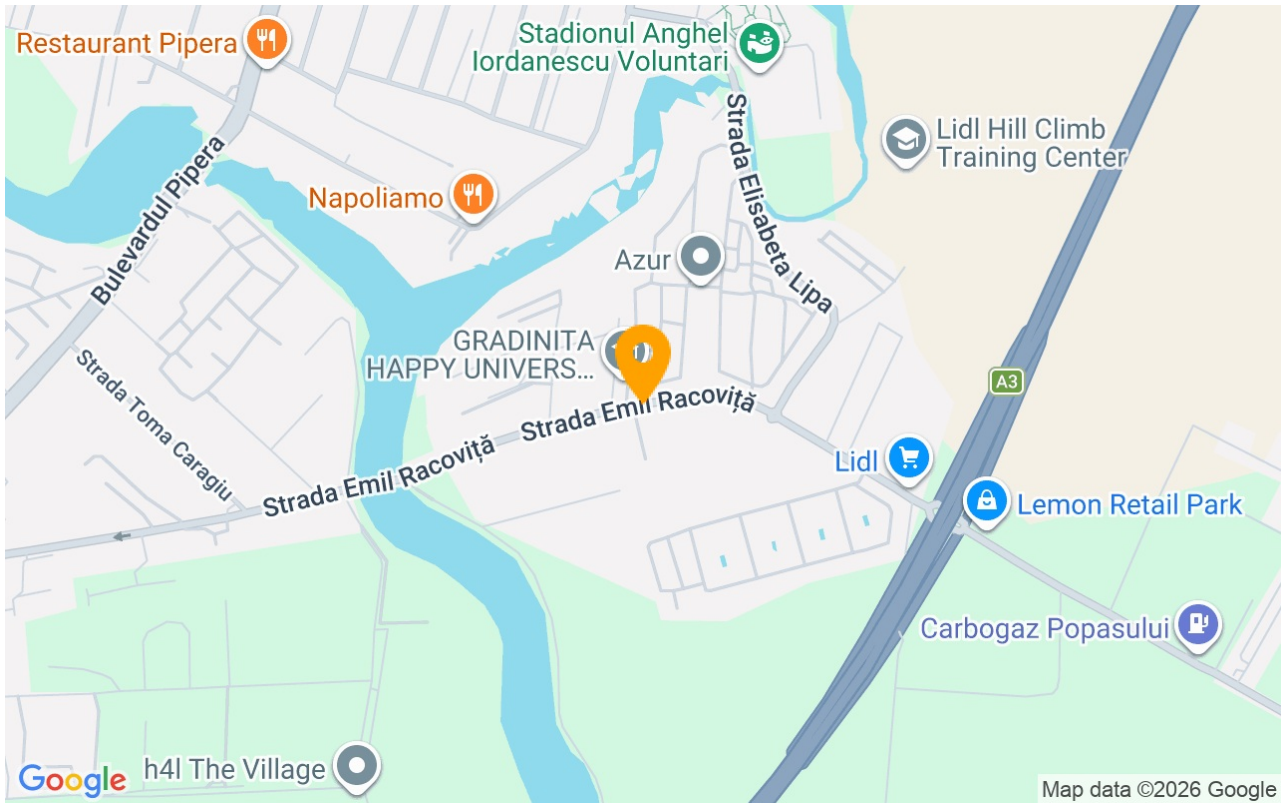 Restaurant Pipera
Stadionul Anghel
Iordanescu Voluntari
Strada Elisabeta Lipa
Lidl Hill Climb
Training Center
Bulevardul Pipera
Napoliamo
Azur
GRADINITA
HAPPY UNIVERS...
Strada Emil Racoviță
A3
Strada Toma Caragiu
Strada Emil Racoviță
Lidl
Lemon Retail Park
Carbogaz Popasului
h4l The Village
Google
Map data ©2026 Google